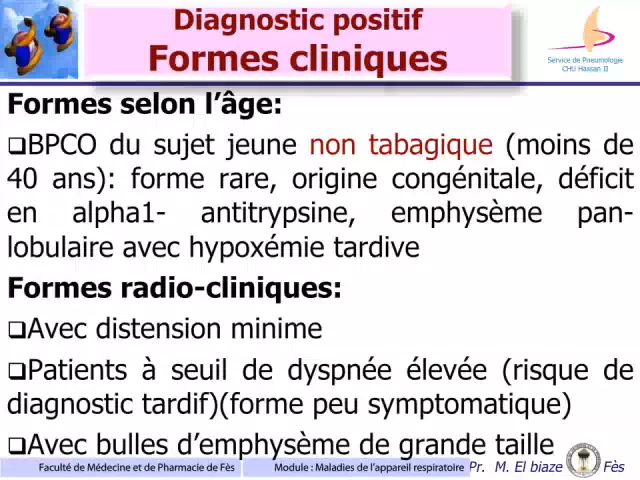 Diagnostic positif
Formes cliniques
Service de Pneumologie
CHU Hassan II
Formes selon l’âge:
❑BPCO du sujet jeune non tabagique (moins de
40 ans): forme rare, origine congénitale, déficit
en alpha1- antitrypsine, emphysème pan-
lobulaire avec hypoxémie tardive
Formes radio-cliniques:
❑Avec distension minime
❑Patients à seuil de dyspnée élevée (risque de
diagnostic tardif)(forme peu symptomatique)
❑Avec bulles d’emphysème de grande taille
Faculté de Médecine et de Pharmacie de Fès Module : Maladies de l’appareil respiratoire Pr. M. El biaze Fès